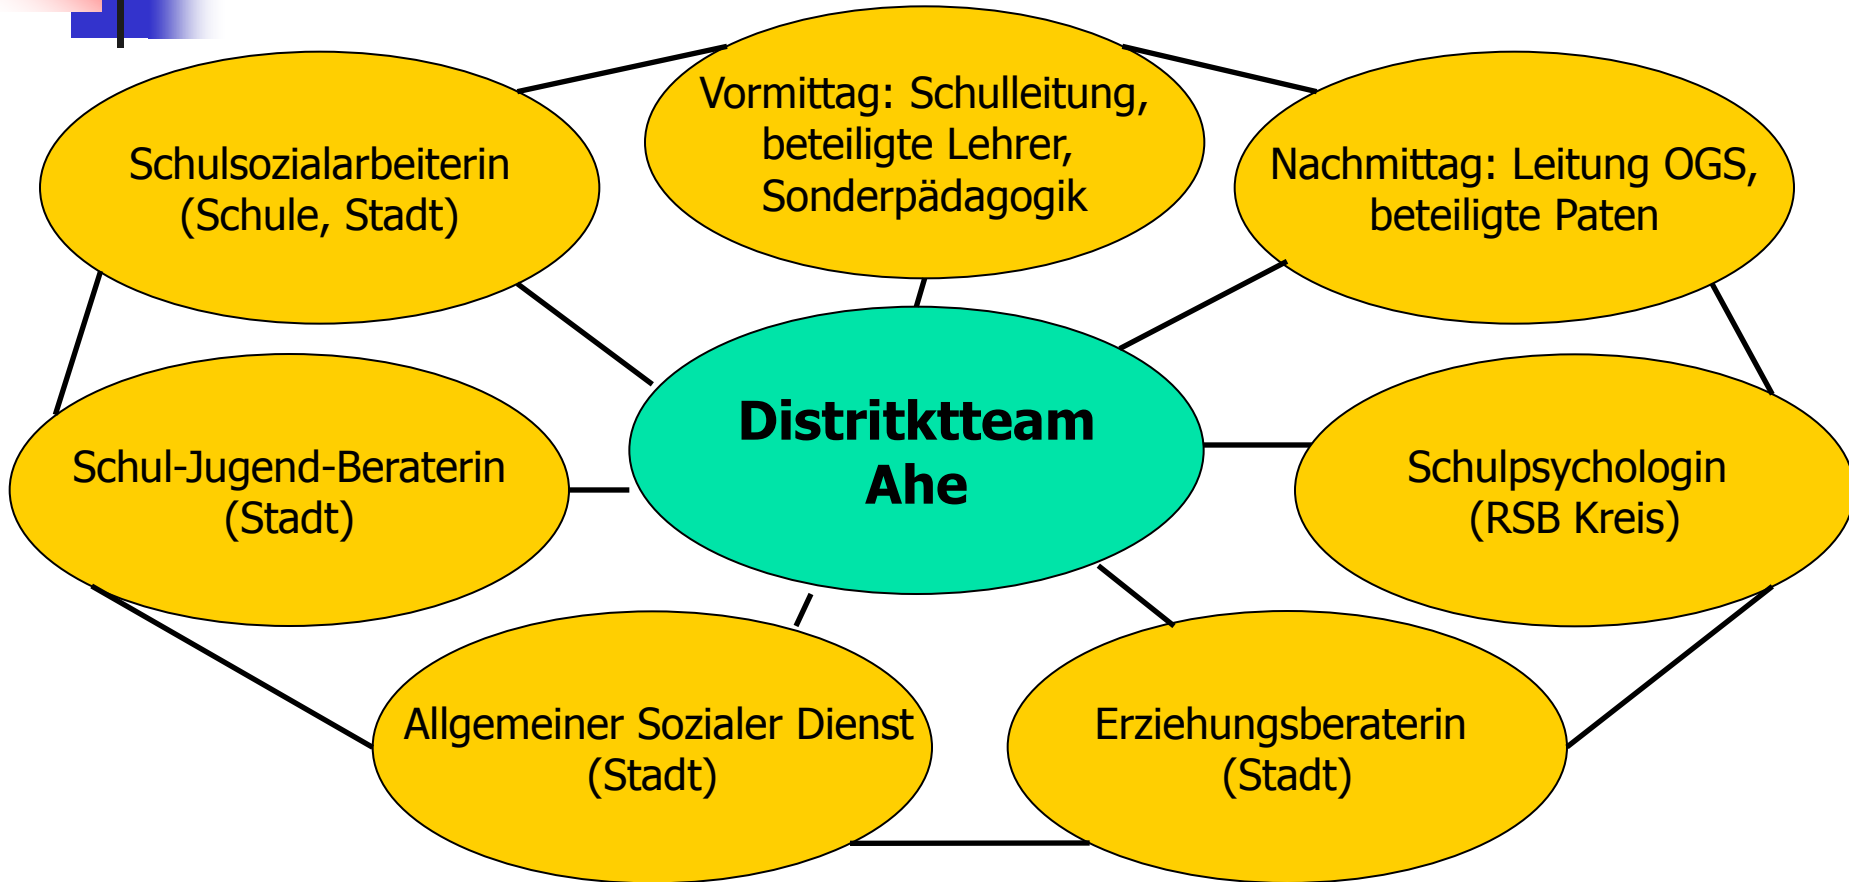 Vormittag: Schulleitung,
beteiligte Lehrer,
Sonderpädagogik
Schulsozialarbeiterin
(Schule, Stadt)
Nachmittag: Leitung OGS,
beteiligte Paten
Distritktteam
Ahe
Schul-Jugend-Beraterin
(Stadt)
Schulpsychologin
(RSB Kreis)
Allgemeiner Sozialer Dienst
(Stadt)
Erziehungsberaterin
(Stadt)